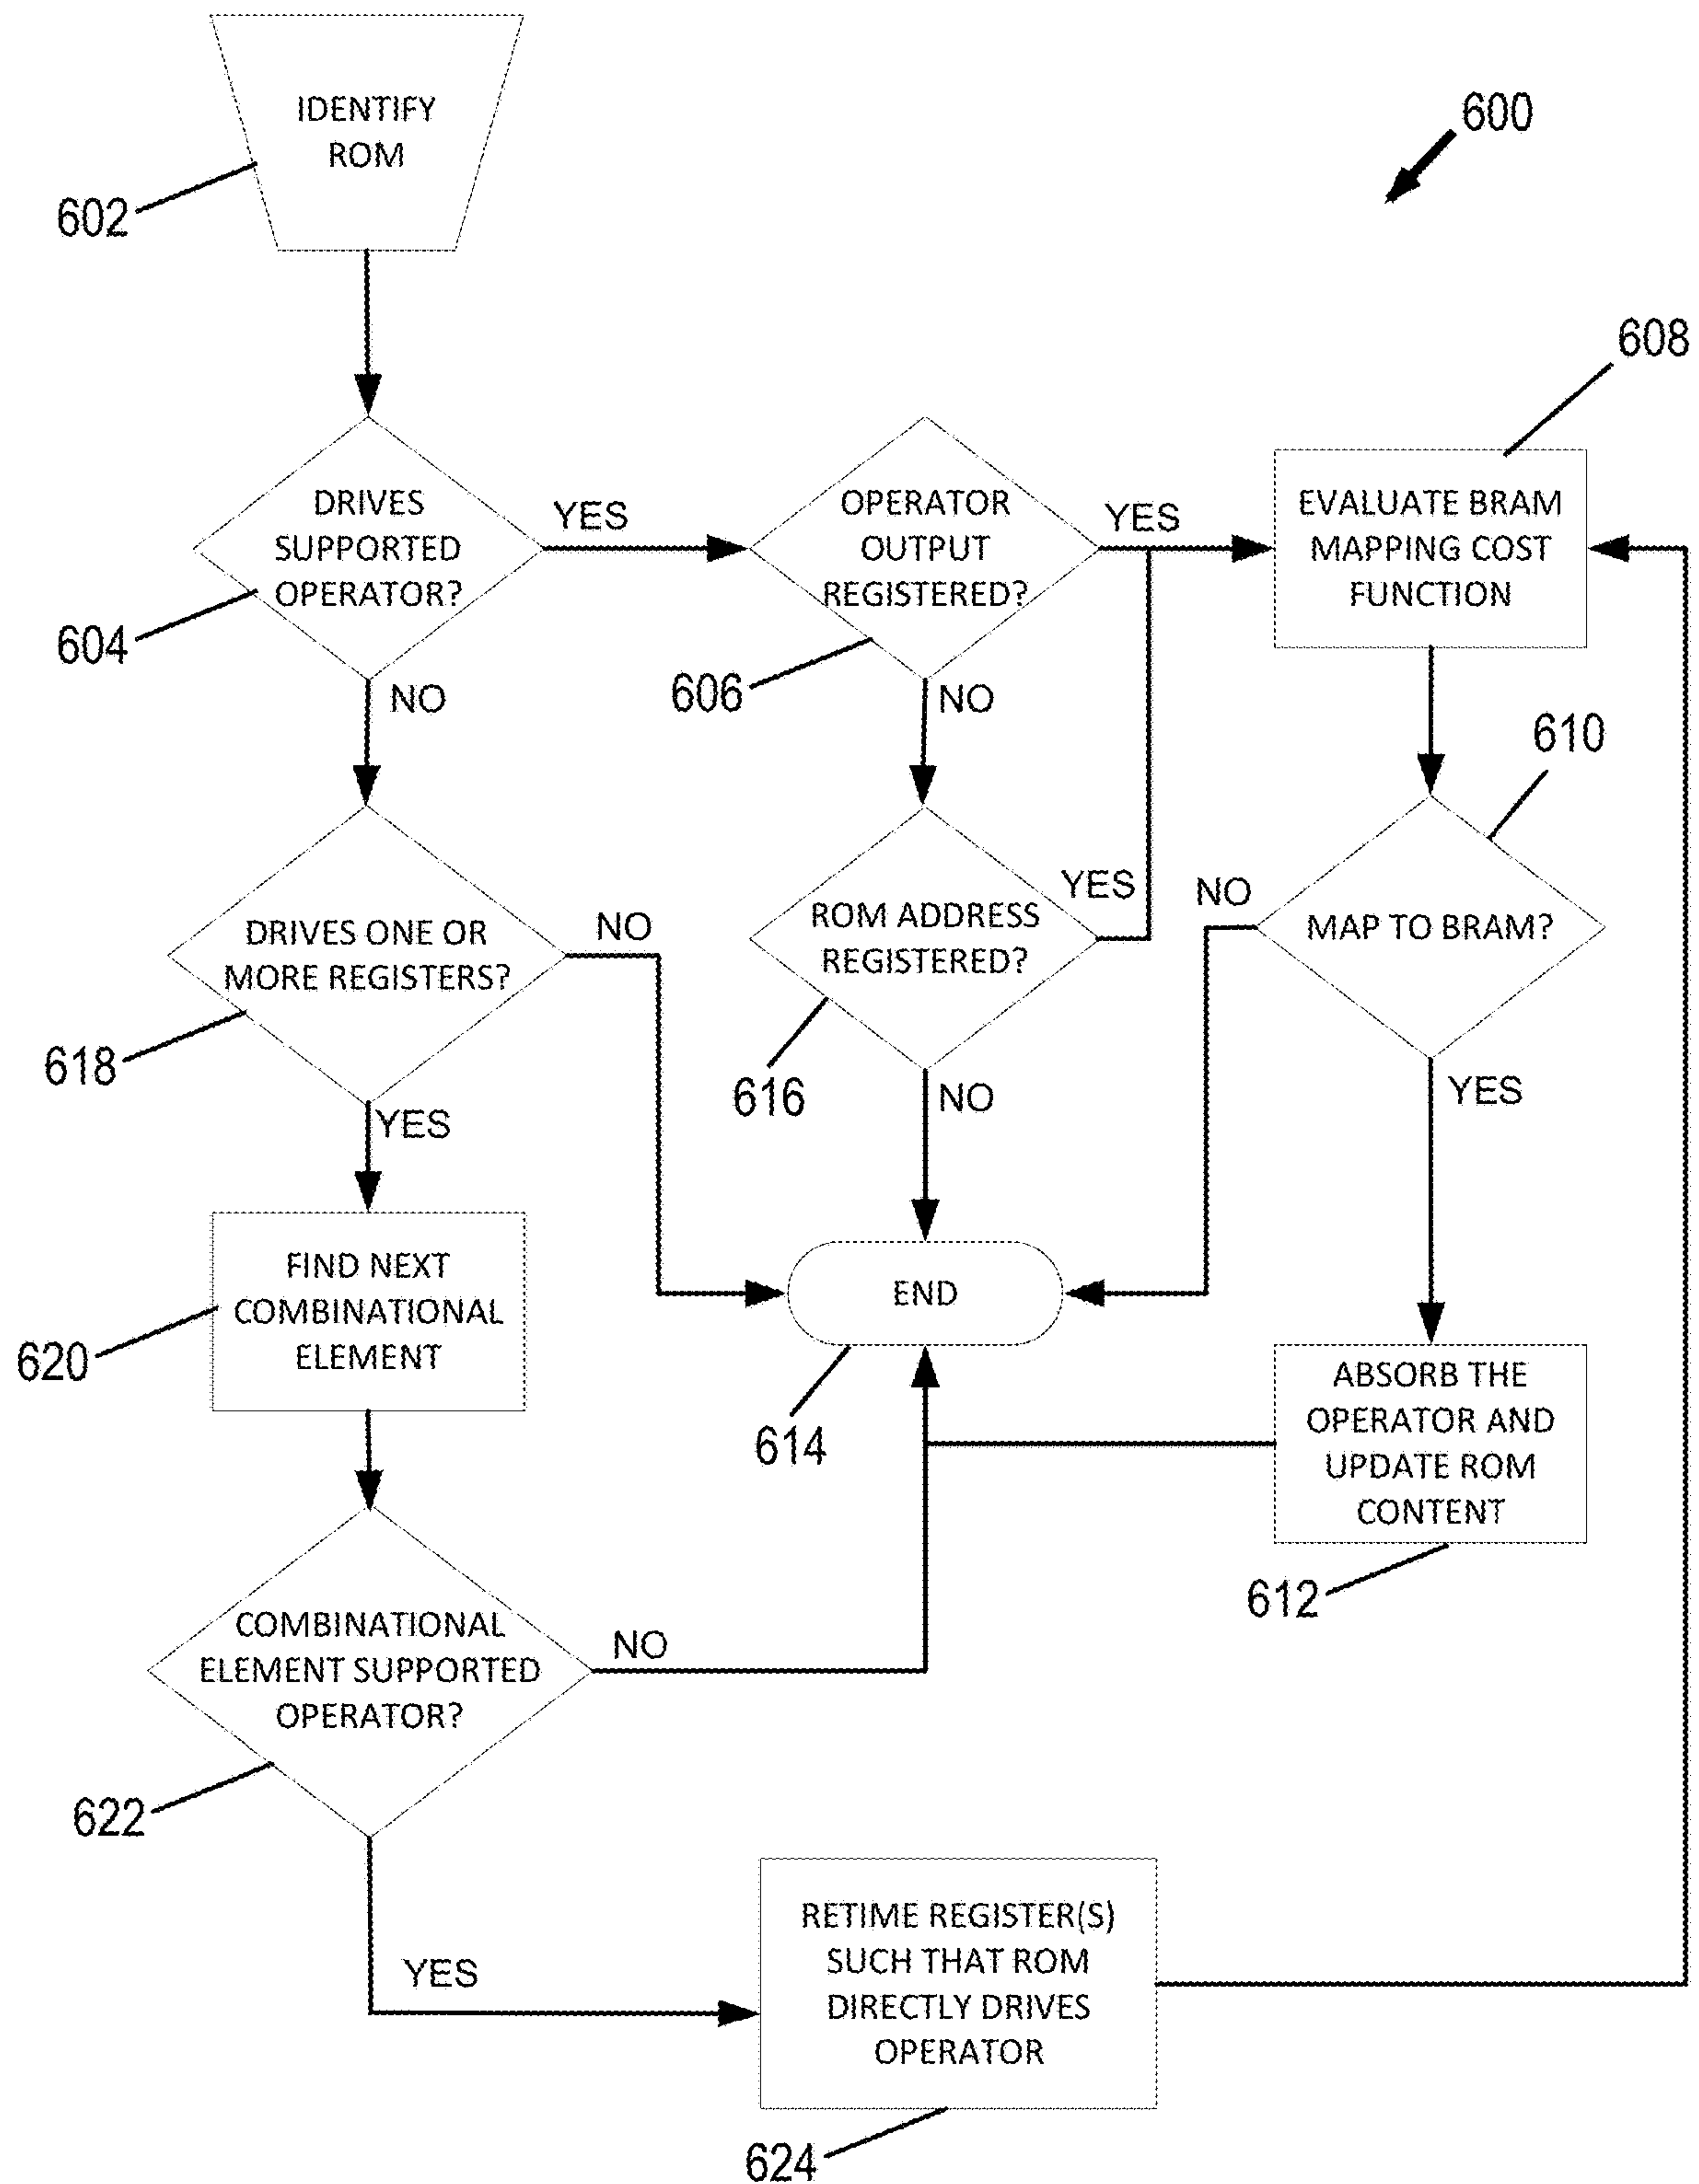 IDENTIFY
ROM
600
602
608
DRIVES
SUPPORTED
OPERATOR?
YES
OPERATOR
OUTPUT
REGISTERED?
YES
EVALUATE BRAM
MAPPING COST
FUNCTION
604
NO
606
NO
610
DRIVES ONE OR
MORE REGISTERS?
NO
ROM ADDRESS
REGISTERED?
YES
NO
MAP TO BRAM?
618
YES
616
NO
YES
FIND NEXT
COMBINATIONAL
ELEMENT
620
END
614
ABSORB THE
OPERATOR AND
UPDATE ROM
CONTENT
612
COMBINATIONAL
ELEMENT SUPPORTED
OPERATOR?
NO
622
YES
RETIME REGISTER(S)
SUCH THAT ROM
DIRECTLY DRIVES
OPERATOR
624